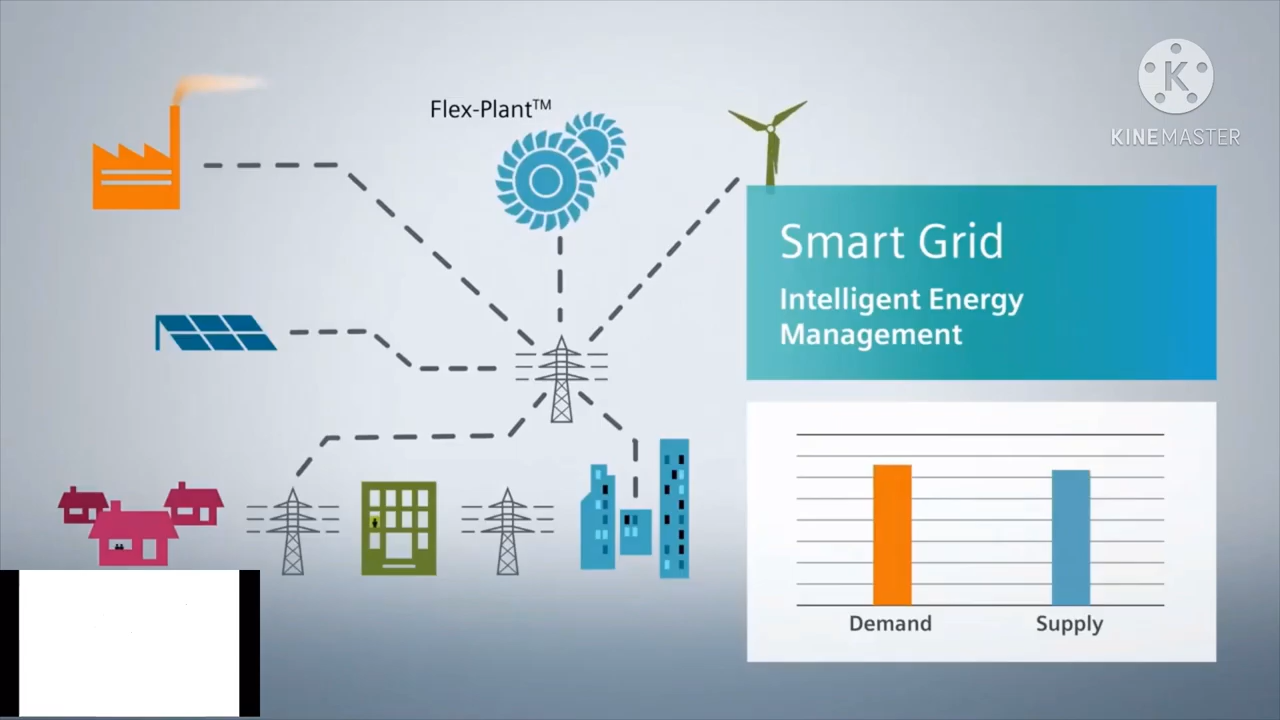 Flex-Plant™
K
KINEMASTER
Smart Grid
Intelligent Energy
Management
Demand
Supply